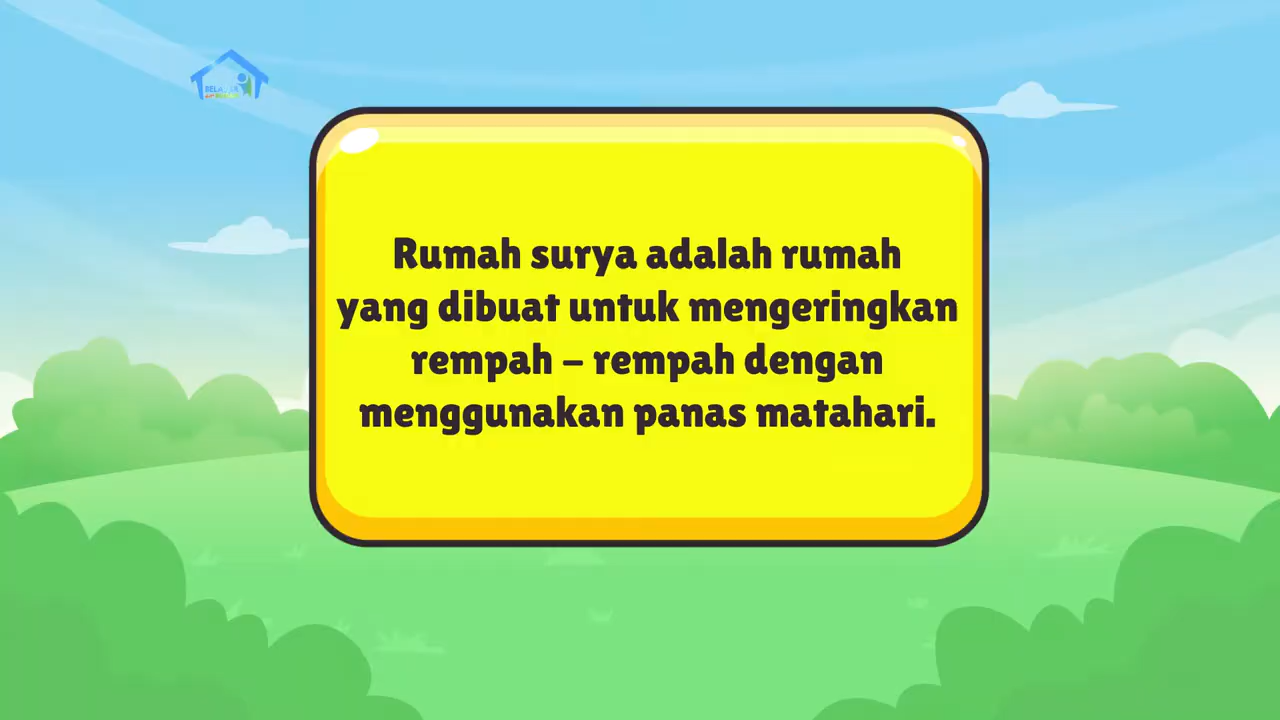 Rumah surya adalah rumah
yang dibuat untuk mengeringkan
rempah – rempah dengan
menggunakan panas matahari.